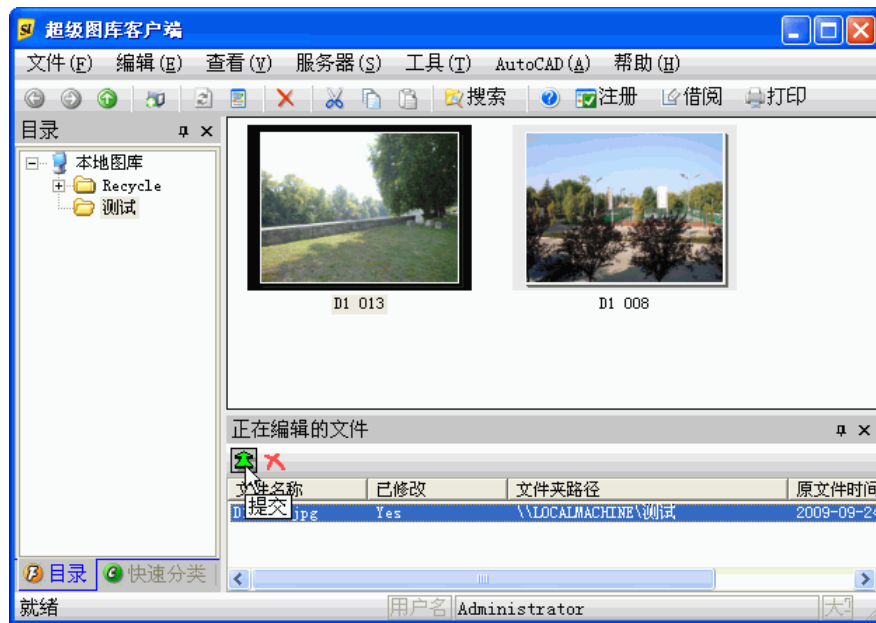 超级图库客户端
文件(F) 编辑(E) 查看(V) 服务器(S) 工具(T) AutoCAD(A) 帮助(H)
搜索 注册 借阅 打印
目录
本地图库
Recycle
测试
D1 013 D1 008
正在编辑的文件
文件名称 已修改 文件夹路径 原文件时间
提交
jpg Yes \\LOCALMACHINE\测试 2009-09-24
目录 快速分类
就绪 用户名 Administrator